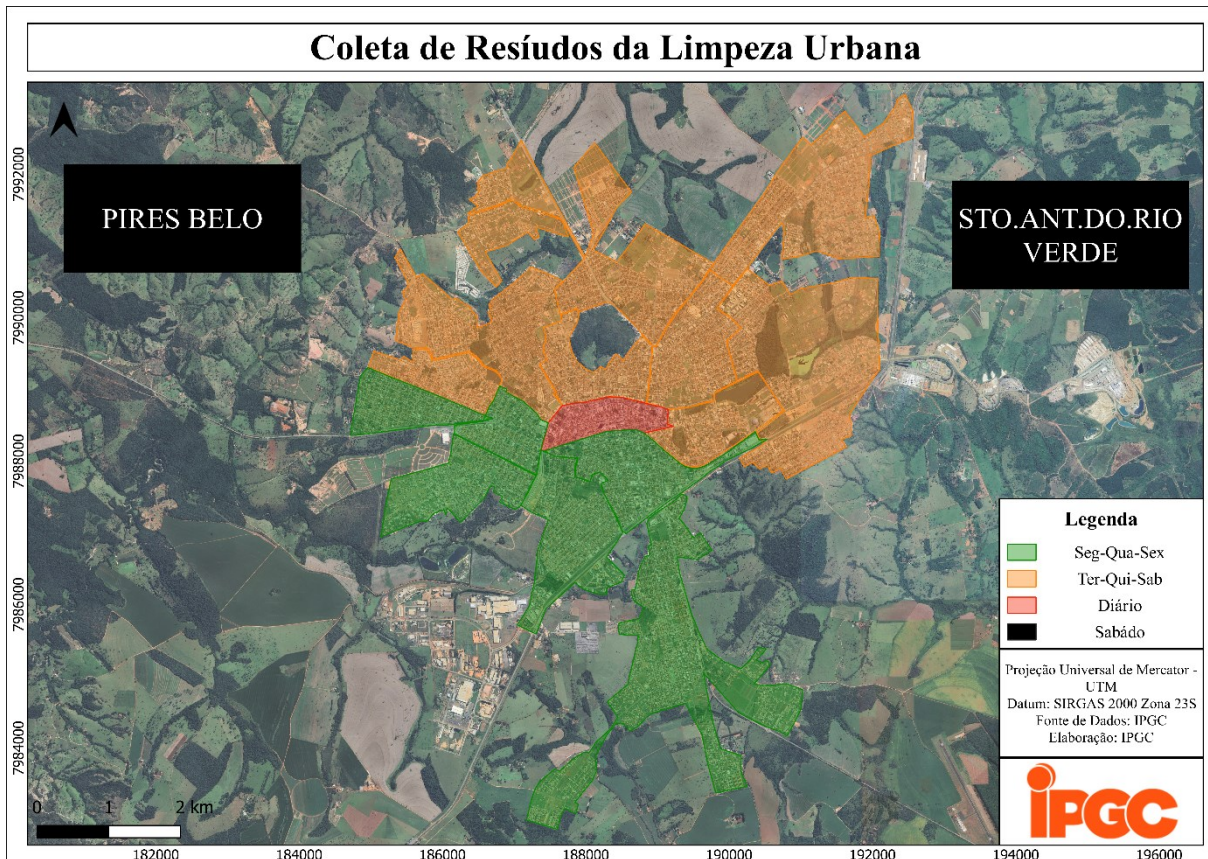 Coleta de Resíudos da Limpeza Urbana
PIRES BELO
STO.ANT.DO.RIO
VERDE
7992000
7990000
7988000
7986000
7984000
Legenda
Seg-Qua-Sex
Ter-Qui-Sab
Diário
Sabádo
Projeção Universal de Mercator -
UTM
Datum: SIRGAS 2000 Zona 23S
Fonte de Dados: IPGC
Elaboração: IPGC
iPGC
0 1 2 km
182000 184000 186000 188000 190000 192000 194000 196000